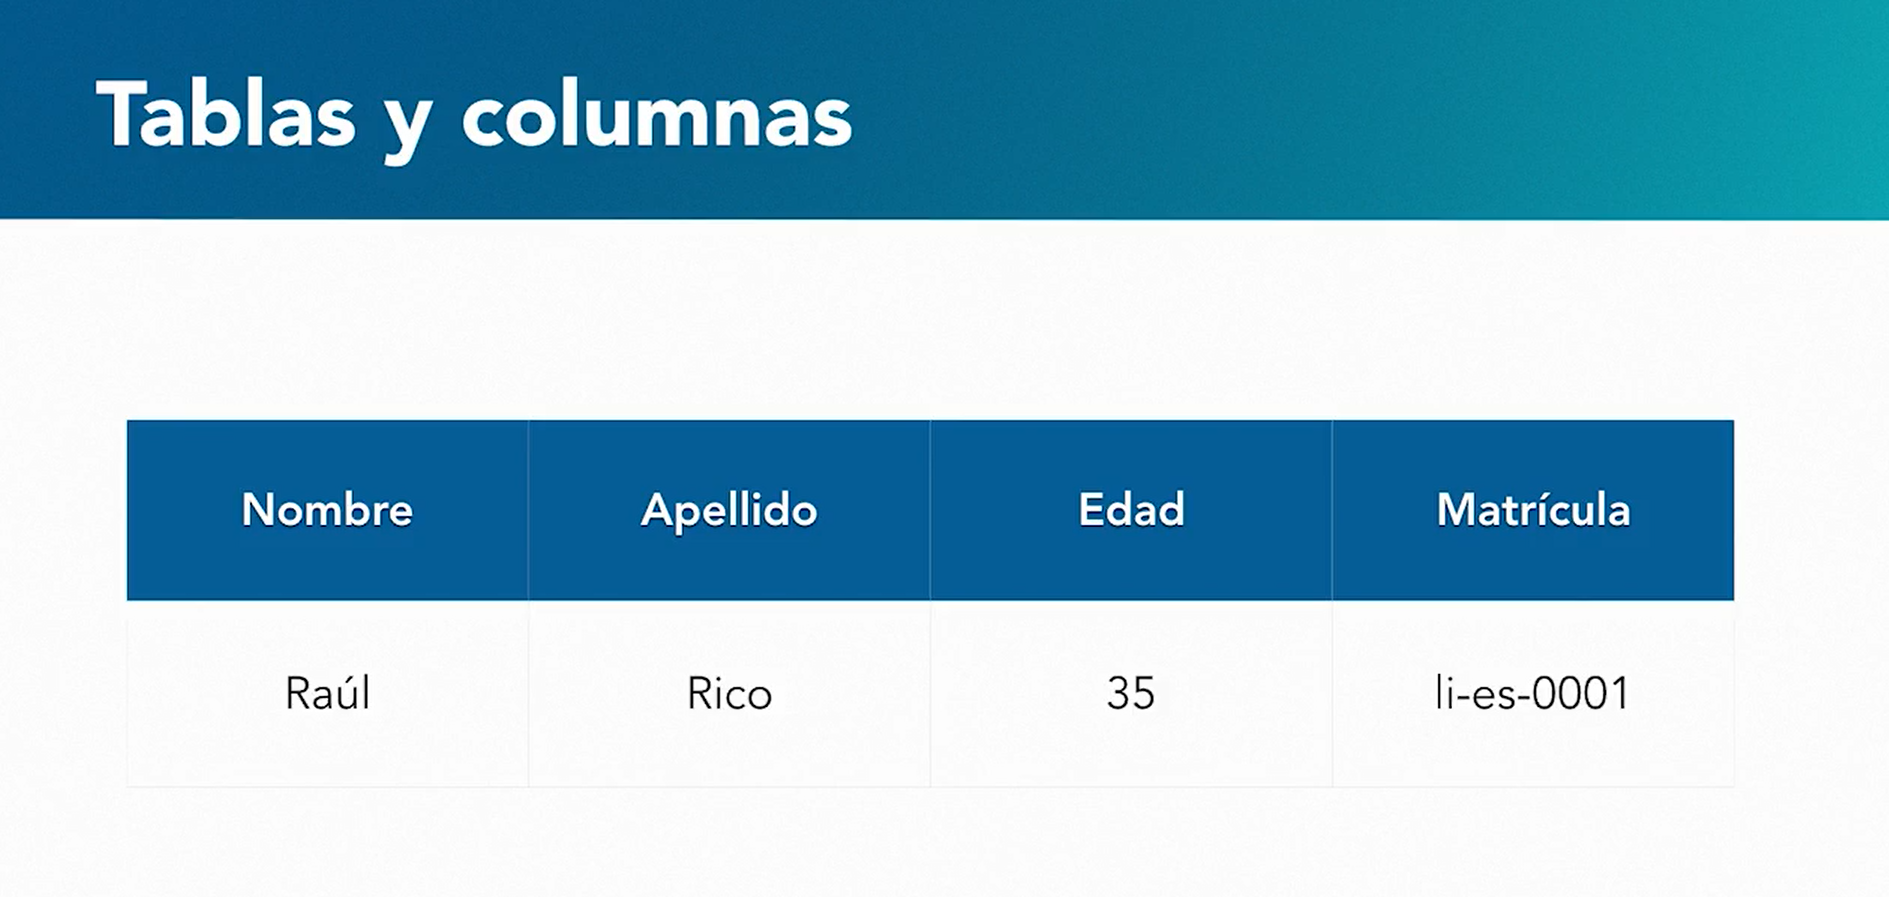 Tablas y columnas
Nombre Apellido Edad Matrícula
Raúl Rico 35 li-es-0001